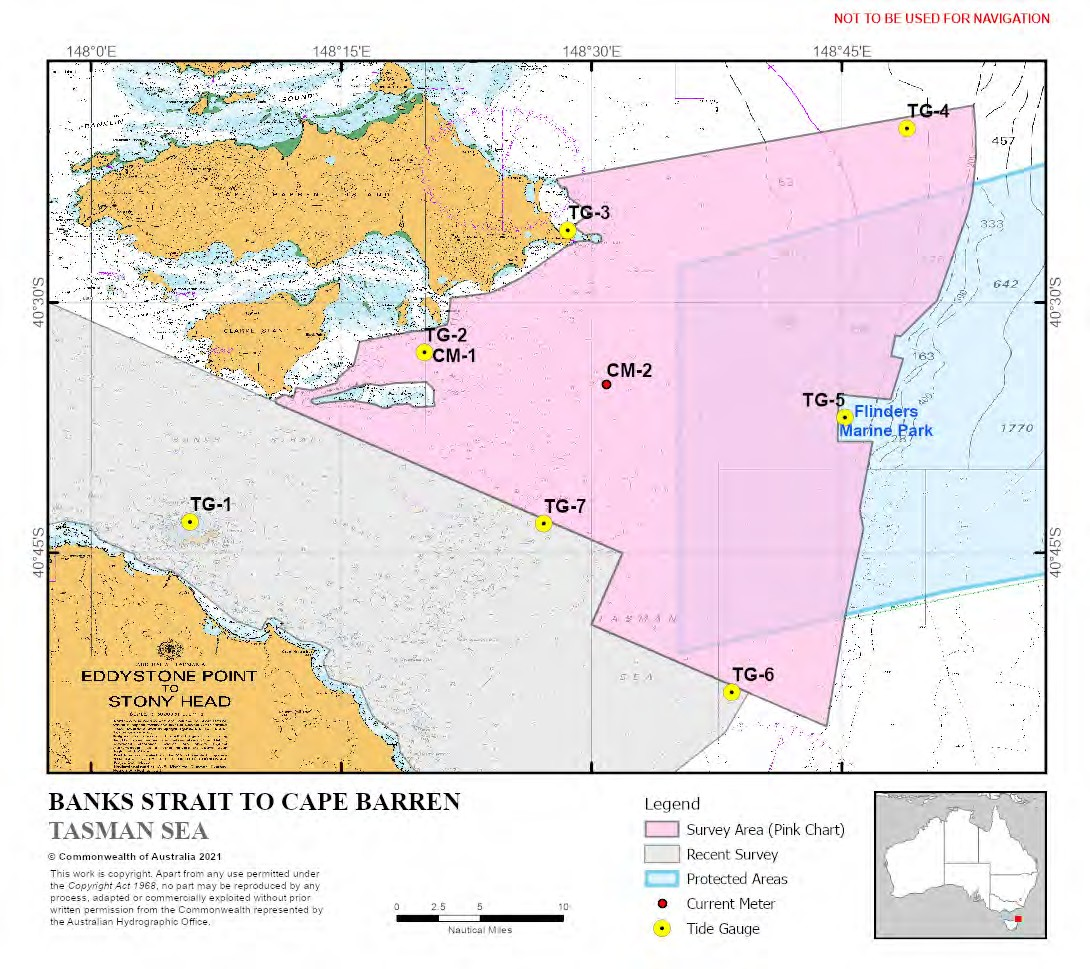 NOT TO BE USED FOR NAVIGATION
148°0'E 148°15'E 148°30'E 148°45'E
TG-4
457
SOUND
TG-3
333
40°30'S
642
40°30'S
TG-2
CM-1
163
CM-2
TG-5
Flinders
Marine Park
1770
TG-1
TG-7
40°45'S
40°45'S
TASMAN
SEA
TG-6
EDDYSTONE POINT
TO
STONY HEAD
BANKS STRAIT TO CAPE BARREN
TASMAN SEA
© Commonwealth of Australia 2021
This work is copyright. Apart from any use permitted under
the Copyright Act 1968, no part may be reproduced by any
process, adapted or commercially exploited without prior
written permission from the Commonwealth represented by
the Australian Hydrographic Office.
0 2.5 5 10
Nautical Miles
Legend
Survey Area (Pink Chart)
Recent Survey
Protected Areas
Current Meter
Tide Gauge